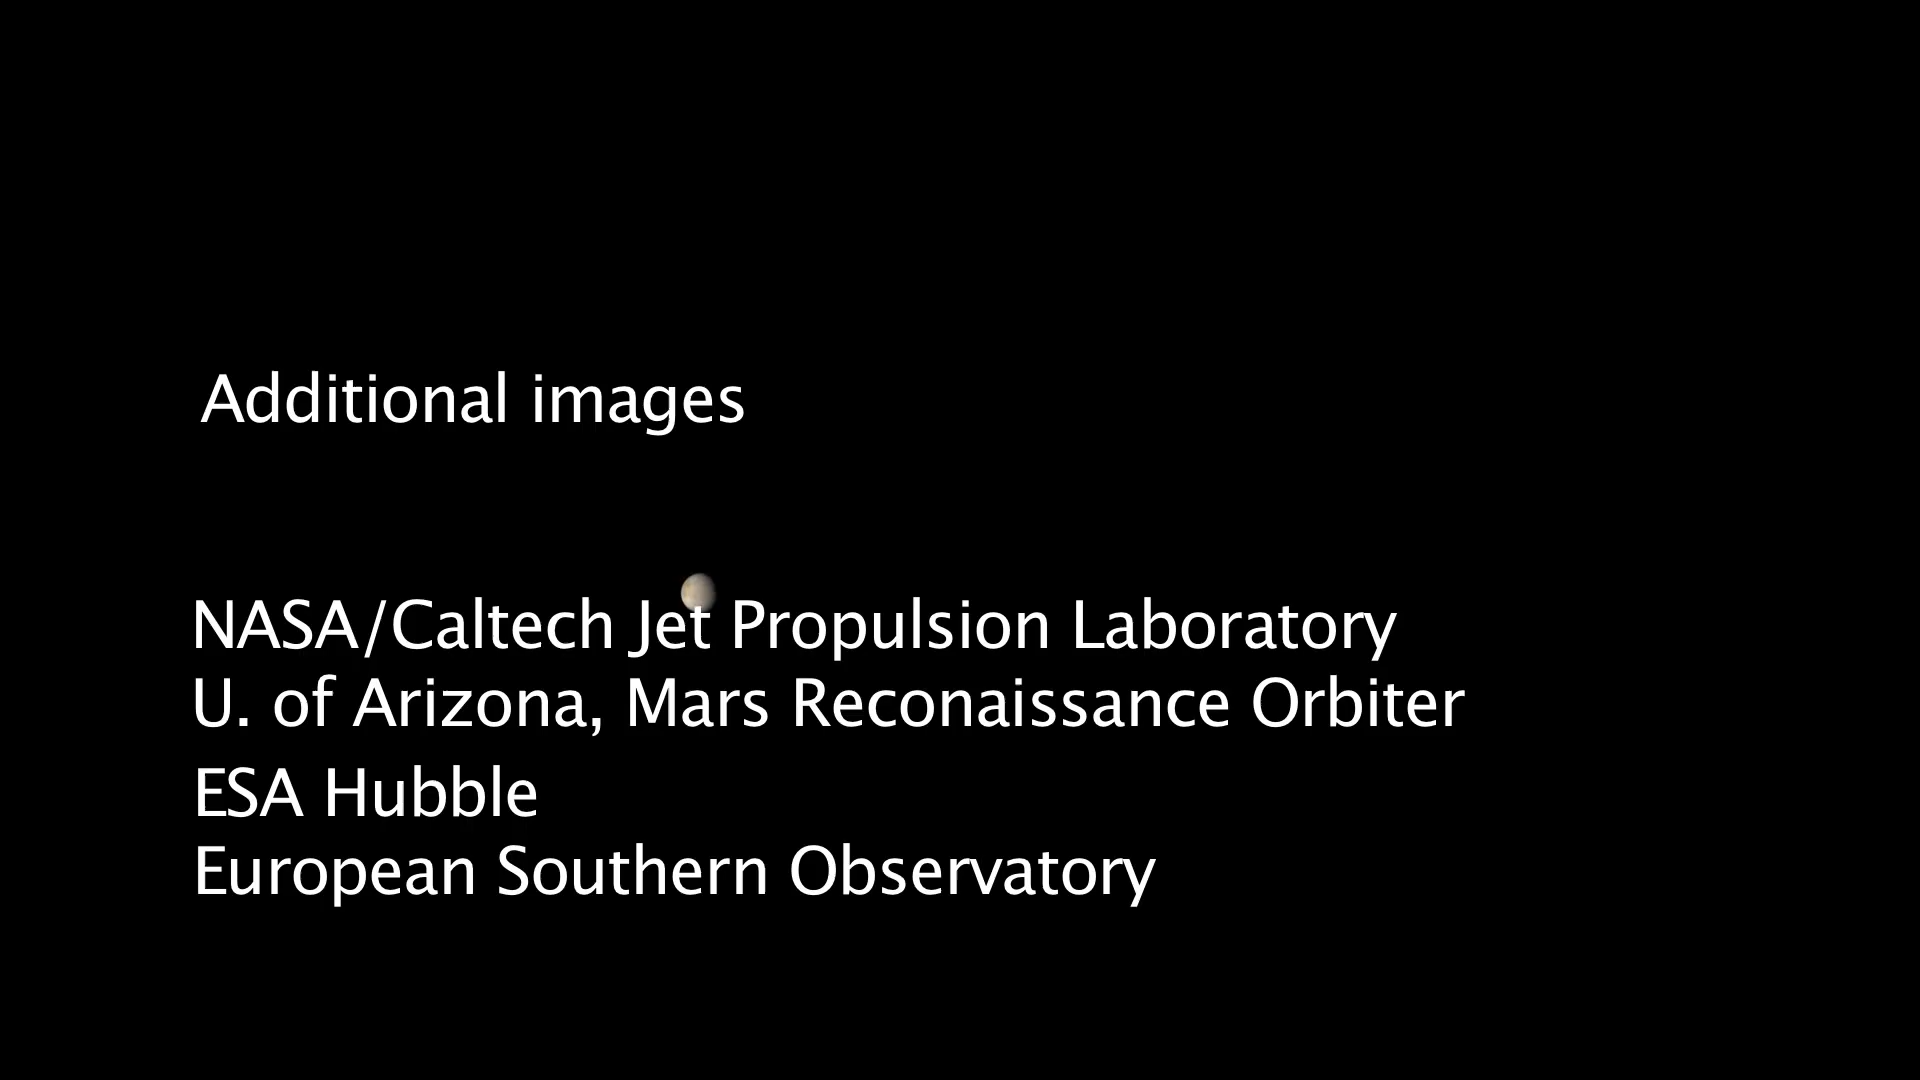 Additional images
NASA/Caltech Jet Propulsion Laboratory
U. of Arizona, Mars Reconaissance Orbiter
ESA Hubble
European Southern Observatory